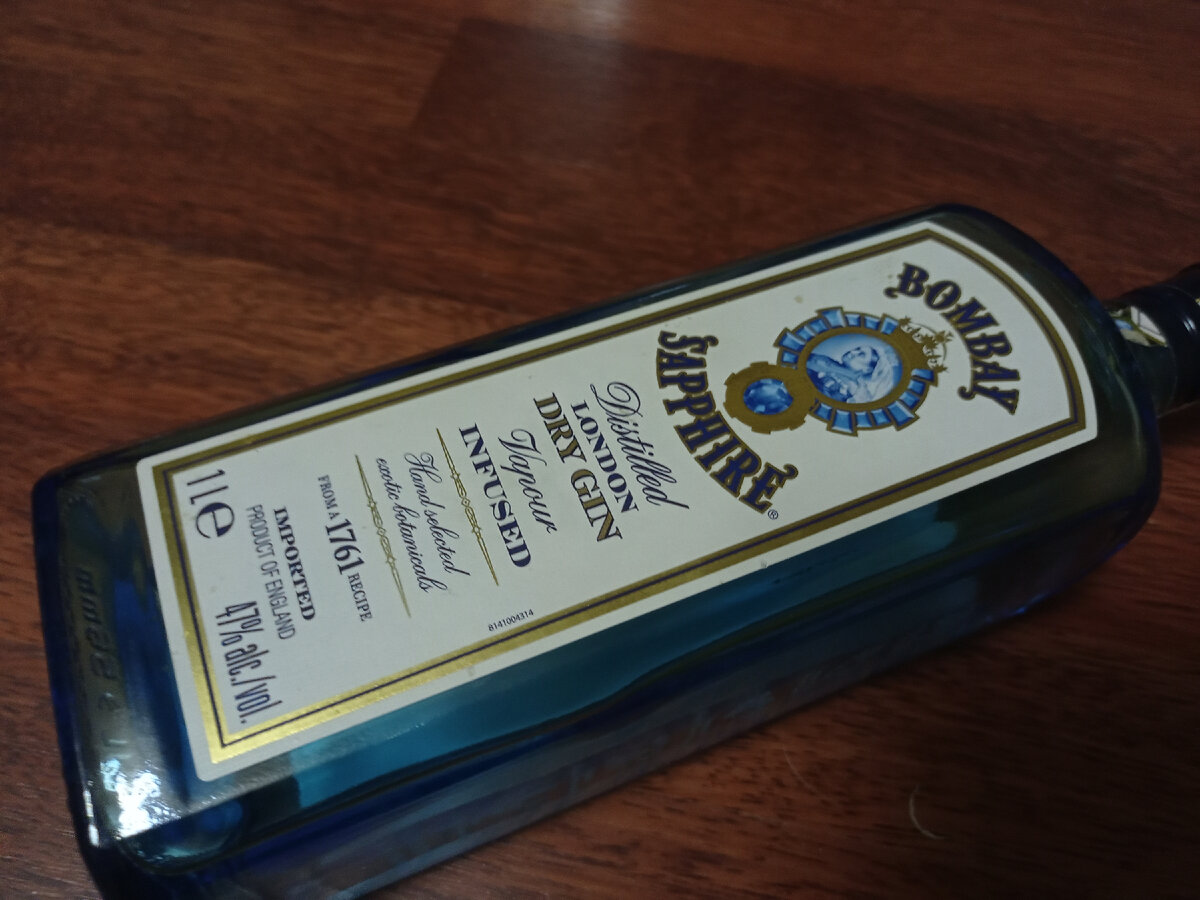 BOMBAY
SAPPHIRE®
Distilled
LONDON
DRY GIN
Vapour
INFUSED
Hand selected
exotic botanicals
FROM A 1761 RECIPE
IMPORTED
PRODUCT OF ENGLAND
1 L e
47% alc./vol.
8141004314